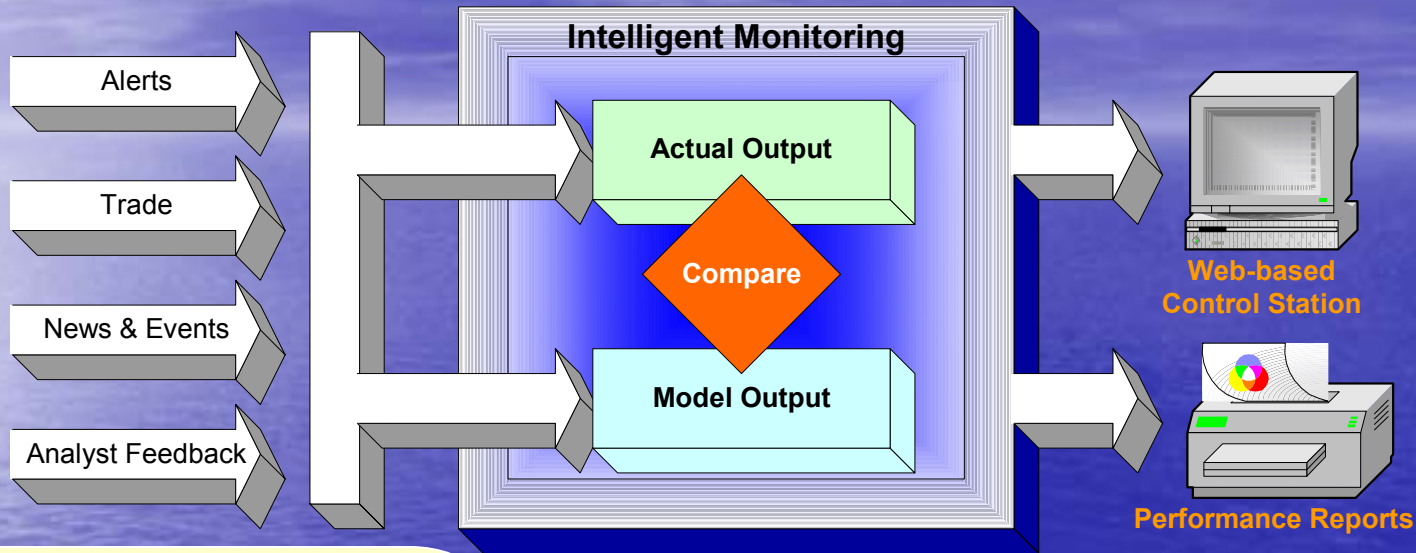 Intelligent Monitoring
Alerts
Trade
News & Events
Analyst Feedback
Actual Output
Compare
Model Output
Web-based
Control Station
Performance Reports